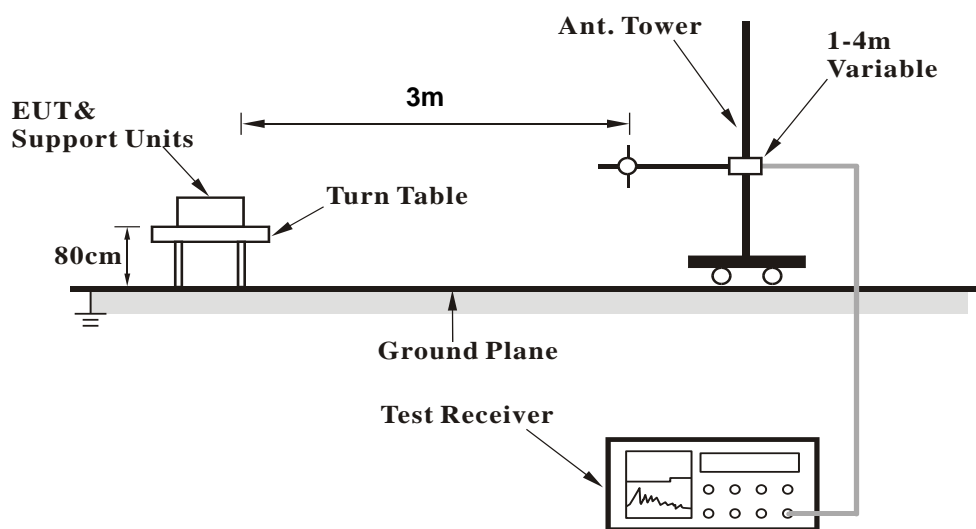 Ant. Tower
1-4m
Variable
3m
EUT&
Support Units
Turn Table
80cm
Ground Plane
Test Receiver